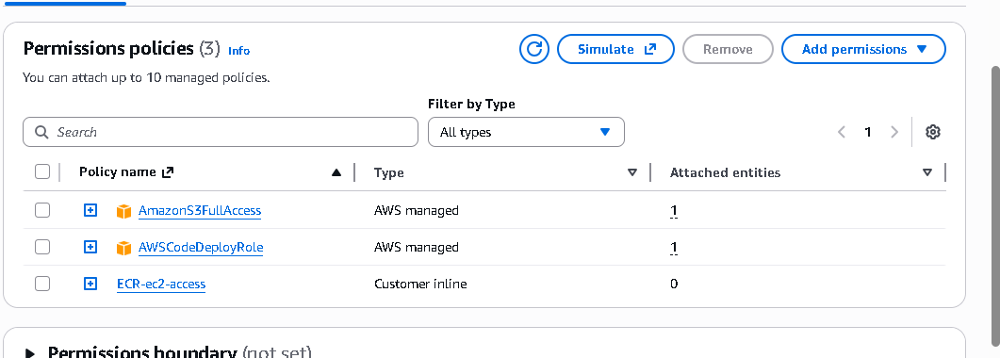 Permissions policies (3) Info
Simulate Remove Add permissions
You can attach up to 10 managed policies.
Filter by Type
Search All types 1
Policy name Type Attached entities
AmazonS3FullAccess AWS managed 1
AWSCodeDeployRole AWS managed 1
ECR-ec2-access Customer inline 0
Permissions boundary (not set)